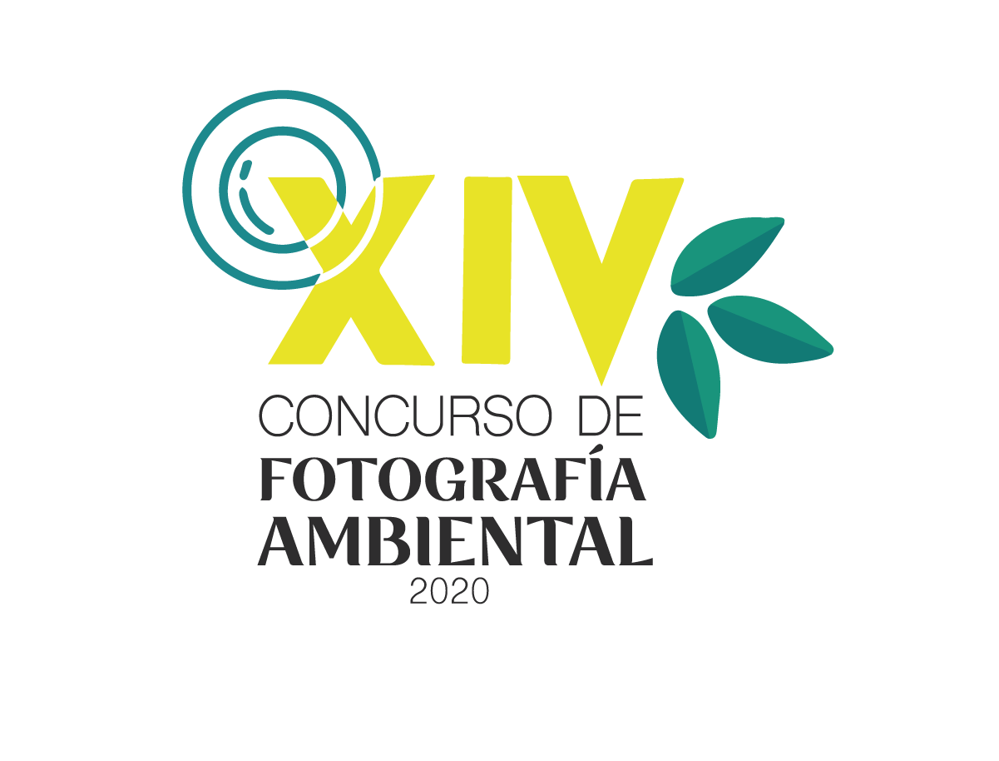 XIV
CONCURSO DE
FOTOGRAFÍA
AMBIENTAL
2020